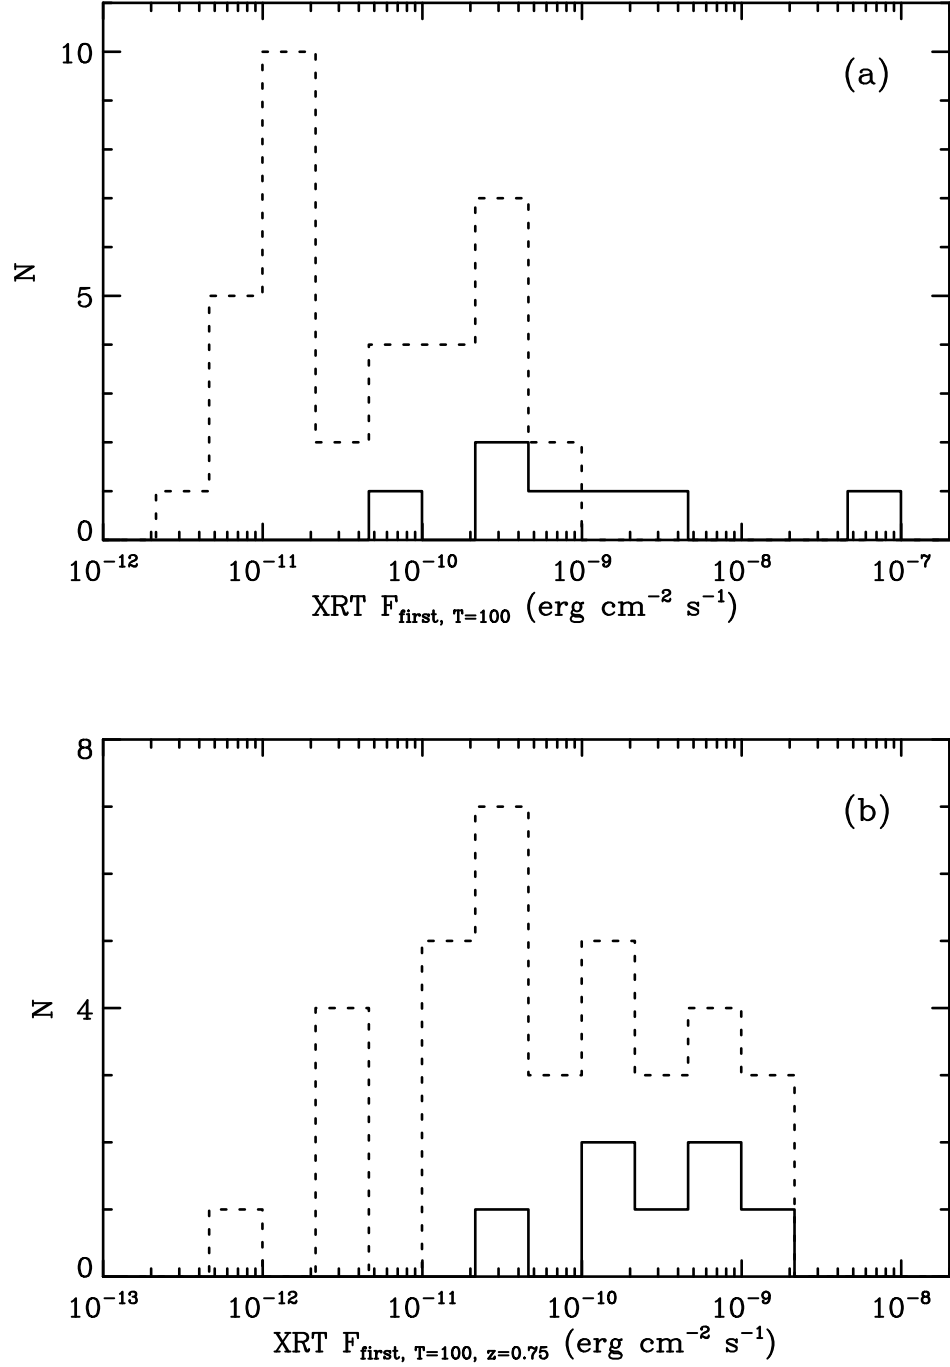 10
(a)
N
5
0
10⁻¹² 10⁻¹¹ 10⁻¹⁰ 10⁻⁹ 10⁻⁸ 10⁻⁷
XRT F_first, T=100 (erg cm⁻² s⁻¹)
8
(b)
N 4
0
10⁻¹³ 10⁻¹² 10⁻¹¹ 10⁻¹⁰ 10⁻⁹ 10⁻⁸
XRT F_first, T=100, z=0.75 (erg cm⁻² s⁻¹)